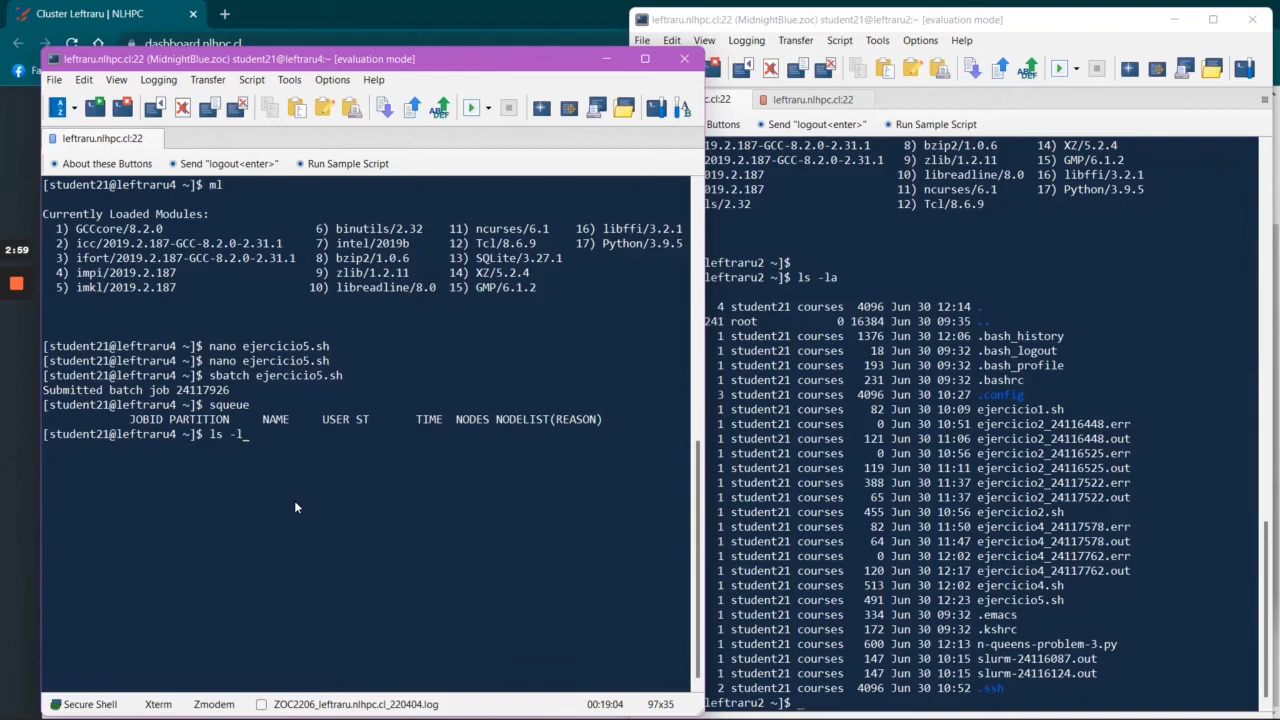 Cluster Leftraru | NLHPC
dashboard.nlhpc.cl
Fa
2:59
leftraru.nlhpc.cl:22 (MidnightBlue.zoc) student21@leftraru4:~ [evaluation mode]
File Edit View Logging Transfer Script Tools Options Help
leftraru.nlhpc.cl:22
About these Buttons Send "logout<enter>" Run Sample Script
[student21@leftraru4 ~]$ ml
Currently Loaded Modules:
1) GCCcore/8.2.0 6) binutils/2.32 11) ncurses/6.1 16) libffi/3.2.1
2) icc/2019.2.187-GCC-8.2.0-2.31.1 7) intel/2019b 12) Tcl/8.6.9 17) Python/3.9.5
3) ifort/2019.2.187-GCC-8.2.0-2.31.1 8) bzip2/1.0.6 13) SQLite/3.27.1
4) impi/2019.2.187 9) zlib/1.2.11 14) XZ/5.2.4
5) imkl/2019.2.187 10) libreadline/8.0 15) GMP/6.1.2
[student21@leftraru4 ~]$ nano ejercicio5.sh
[student21@leftraru4 ~]$ nano ejercicio5.sh
[student21@leftraru4 ~]$ sbatch ejercicio5.sh
Submitted batch job 24117926
[student21@leftraru4 ~]$ squeue
JOBID PARTITION NAME USER ST TIME NODES NODELIST(REASON)
[student21@leftraru4 ~]$ ls -l_
Secure Shell Xterm Zmodem ZOC2206_leftraru.nlhpc.cl_220404.log 00:19:04 97x35
leftraru.nlhpc.cl:22 (MidnightBlue.zoc) student21@leftraru2:~ [evaluation mode]
File Edit View Logging Transfer Script Tools Options Help
c.cl:22 leftraru.nlhpc.cl:22
Buttons Send "logout<enter>" Run Sample Script
19.2.187-GCC-8.2.0-2.31.1 8) bzip2/1.0.6 14) XZ/5.2.4
2019.2.187-GCC-8.2.0-2.31.1 9) zlib/1.2.11 15) GMP/6.1.2
2019.2.187 10) libreadline/8.0 16) libffi/3.2.1
2019.2.187 11) ncurses/6.1 17) Python/3.9.5
ls/2.32 12) Tcl/8.6.9
leftraru2 ~]$
leftraru2 ~]$ ls -la
4 student21 courses 4096 Jun 30 12:14 .
241 root 0 16384 Jun 30 09:35 ..
1 student21 courses 1376 Jun 30 12:06 .bash_history
1 student21 courses 18 Jun 30 09:32 .bash_logout
1 student21 courses 193 Jun 30 09:32 .bash_profile
1 student21 courses 231 Jun 30 09:32 .bashrc
3 student21 courses 4096 Jun 30 10:27 .config
1 student21 courses 82 Jun 30 10:09 ejercicio1.sh
1 student21 courses 0 Jun 30 10:51 ejercicio2_24116448.err
1 student21 courses 121 Jun 30 11:06 ejercicio2_24116448.out
1 student21 courses 0 Jun 30 10:56 ejercicio2_24116525.err
1 student21 courses 119 Jun 30 11:11 ejercicio2_24116525.out
1 student21 courses 388 Jun 30 11:37 ejercicio2_24117522.err
1 student21 courses 65 Jun 30 11:37 ejercicio2_24117522.out
1 student21 courses 455 Jun 30 10:56 ejercicio2.sh
1 student21 courses 82 Jun 30 11:50 ejercicio4_24117578.err
1 student21 courses 64 Jun 30 11:47 ejercicio4_24117578.out
1 student21 courses 0 Jun 30 12:02 ejercicio4_24117762.err
1 student21 courses 120 Jun 30 12:17 ejercicio4_24117762.out
1 student21 courses 513 Jun 30 12:02 ejercicio4.sh
1 student21 courses 491 Jun 30 12:23 ejercicio5.sh
1 student21 courses 334 Jun 30 09:32 .emacs
1 student21 courses 172 Jun 30 09:32 .kshrc
1 student21 courses 600 Jun 30 12:13 n-queens-problem-3.py
1 student21 courses 147 Jun 30 10:15 slurm-24116087.out
1 student21 courses 147 Jun 30 10:15 slurm-24116124.out
2 student21 courses 4096 Jun 30 10:52 .ssh
leftraru2 ~]$ _